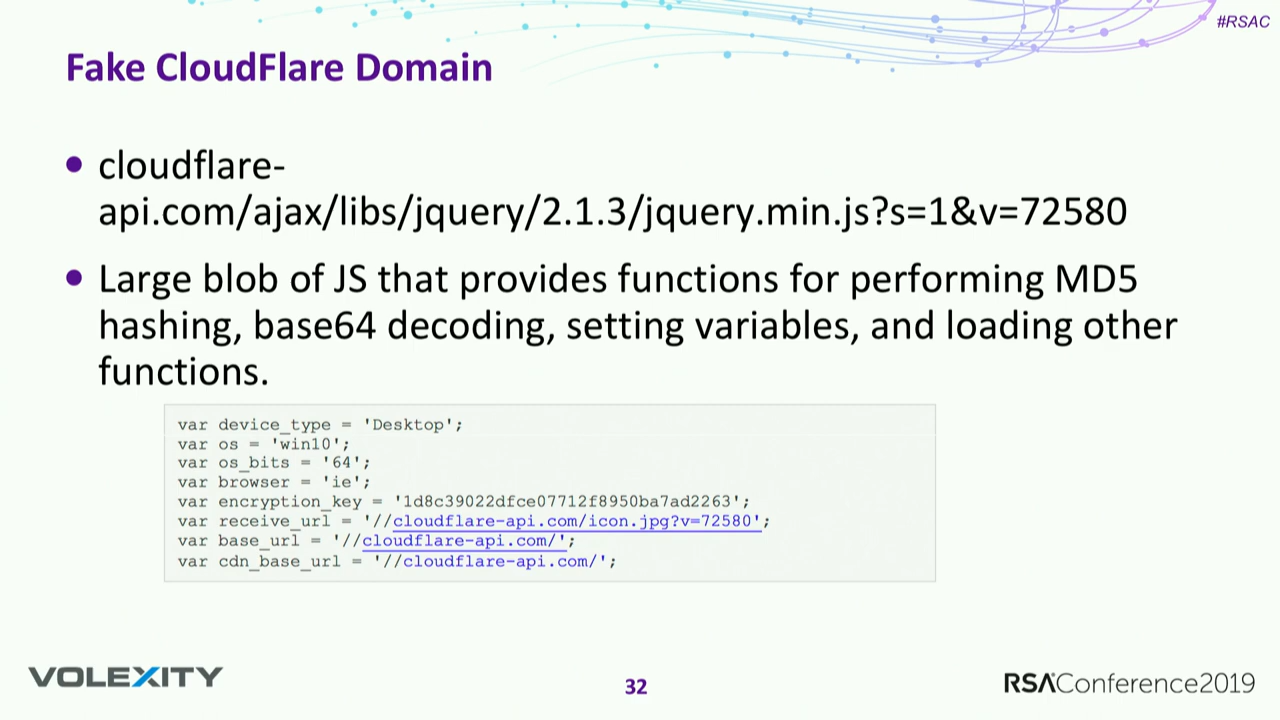 #RSAC
Fake CloudFlare Domain
• cloudflare-
api.com/ajax/libs/jquery/2.1.3/jquery.min.js?s=1&v=72580
• Large blob of JS that provides functions for performing MD5
hashing, base64 decoding, setting variables, and loading other
functions.
var device_type = 'Desktop';
var os = 'win10';
var os_bits = '64';
var browser = 'ie';
var encryption_key = '1d8c39022dfce07712f8950ba7ad2263';
var receive_url = '//cloudflare-api.com/icon.jpg?v=72580';
var base_url = '//cloudflare-api.com/';
var cdn_base_url = '//cloudflare-api.com/';
VOLEXITY
32
RSAConference2019